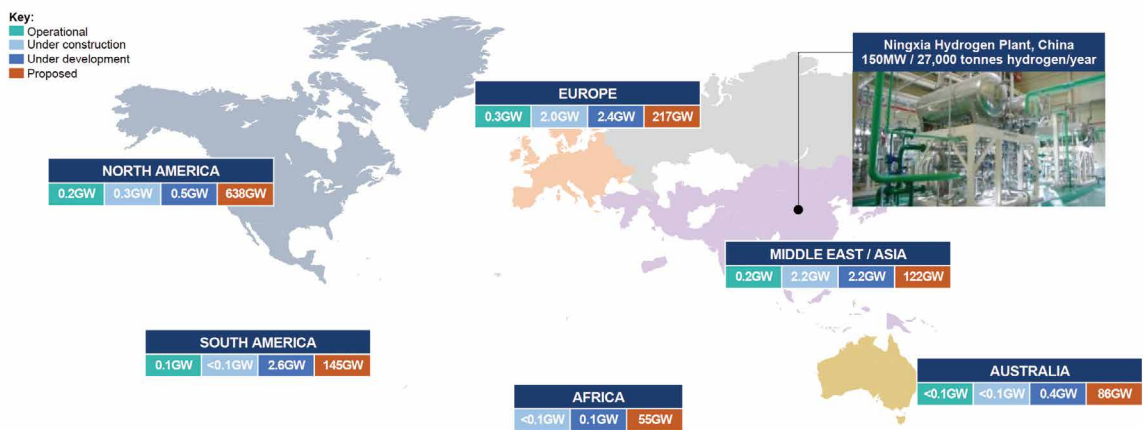 Key:
Operational
Under construction
Under development
Proposed
Ningxia Hydrogen Plant, China
150MW / 27,000 tonnes hydrogen/year
EUROPE
0.3GW 2.0GW 2.4GW 217GW
NORTH AMERICA
0.2GW 0.3GW 0.5GW 638GW
MIDDLE EAST / ASIA
0.2GW 2.2GW 2.2GW 122GW
SOUTH AMERICA
0.1GW <0.1GW 2.6GW 145GW
AUSTRALIA
<0.1GW <0.1GW 0.4GW 86GW
AFRICA
<0.1GW 0.1GW 55GW